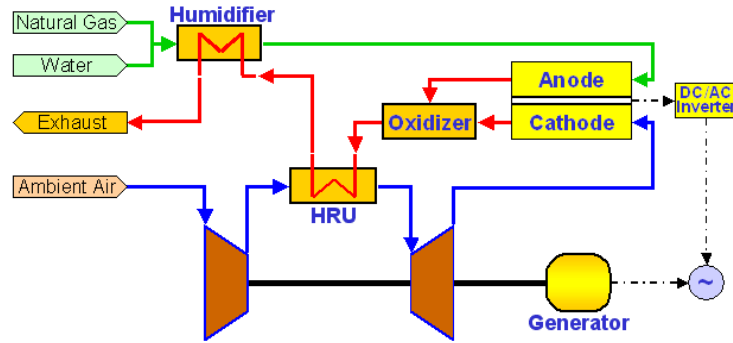 Humidifier
Natural Gas
Water
Exhaust
Anode
Oxidizer
Cathode
DC/AC
Inverter
Ambient Air
HRU
Generator
~